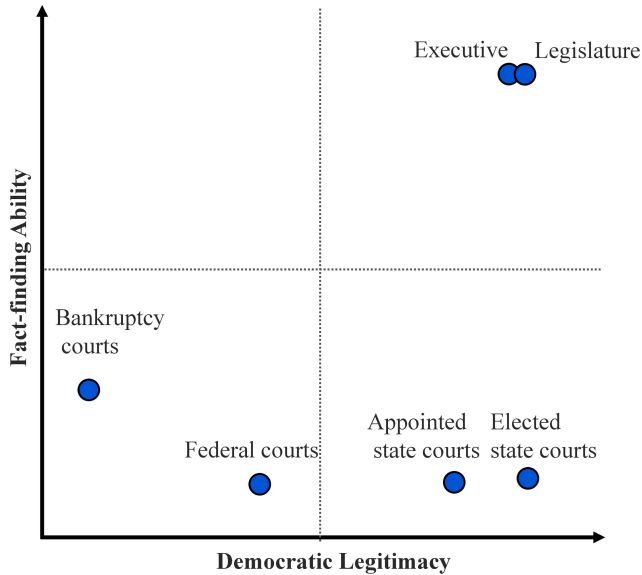 Executive
Legislature
Fact-finding Ability
Bankruptcy
courts
Federal courts
Appointed
state courts
Elected
state courts
Democratic Legitimacy